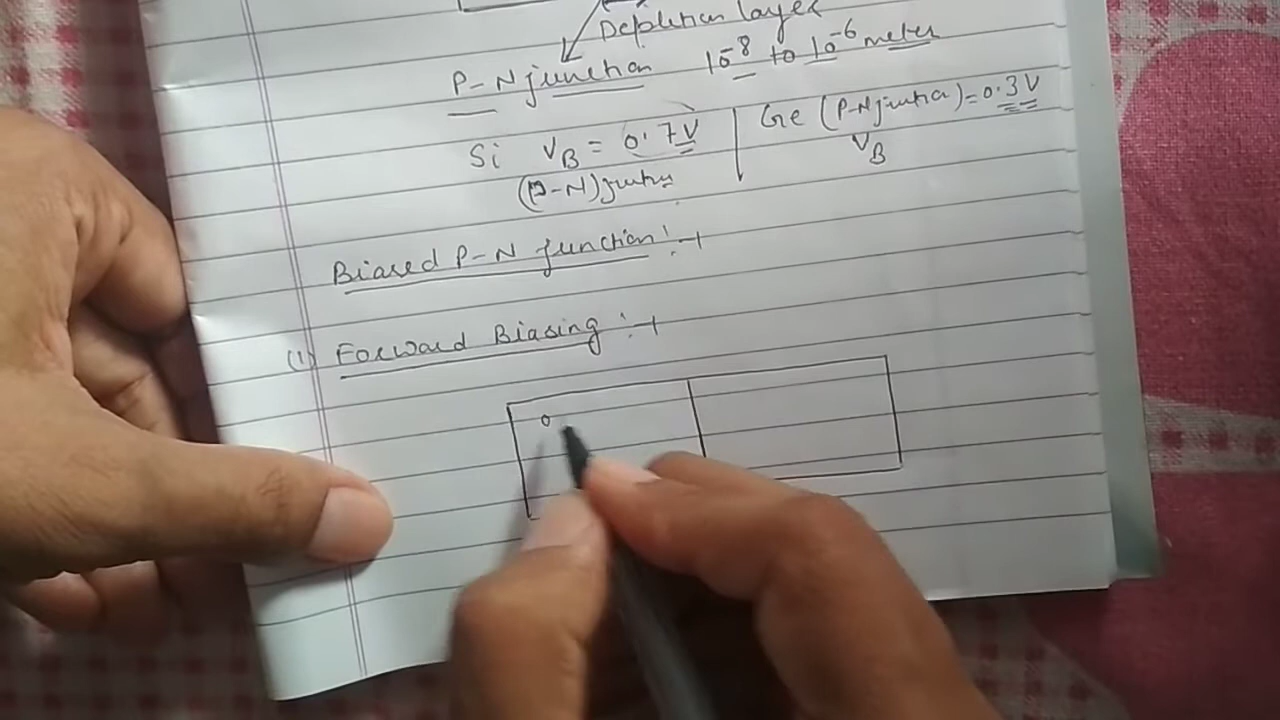 Depletion layer
P-N junction 10⁻⁸ to 10⁻⁶ meter
Si V_B = 0.7V | Ge (P-N junction) = 0.3V
(P-N) junction V_B
Biased P-N junction :-
(1) Forward Biasing :-